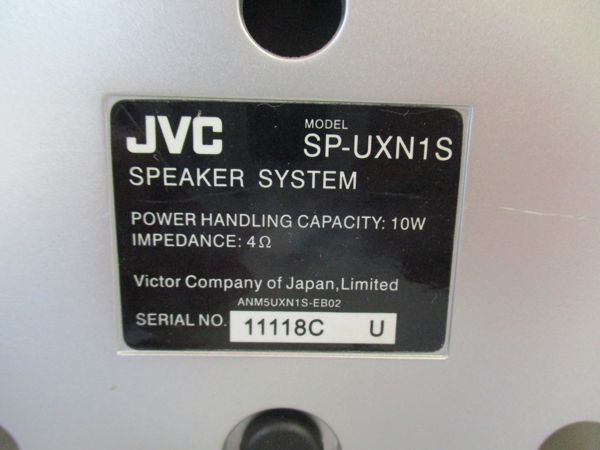 JVC
MODEL
SP-UXN1S
SPEAKER SYSTEM
POWER HANDLING CAPACITY: 10W
IMPEDANCE: 4Ω
Victor Company of Japan,Limited
ANM5UXN1S-EB02
SERIAL NO. 11118C U